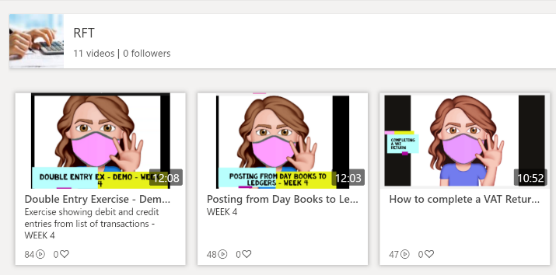 RFT
11 videos | 0 followers
DOUBLE ENTRY EX - DEMO - WEEK
4
12:08
POSTING FROM DAY BOOKS TO
LEDGERS - WEEK 4
12:03
COMPLETING
A VAT
RETURN
10:52
Double Entry Exercise - Dem...
Exercise showing debit and credit
entries from list of transactions -
WEEK 4
84 0
Posting from Day Books to Le...
WEEK 4
48 0
How to complete a VAT Retur...
47 0